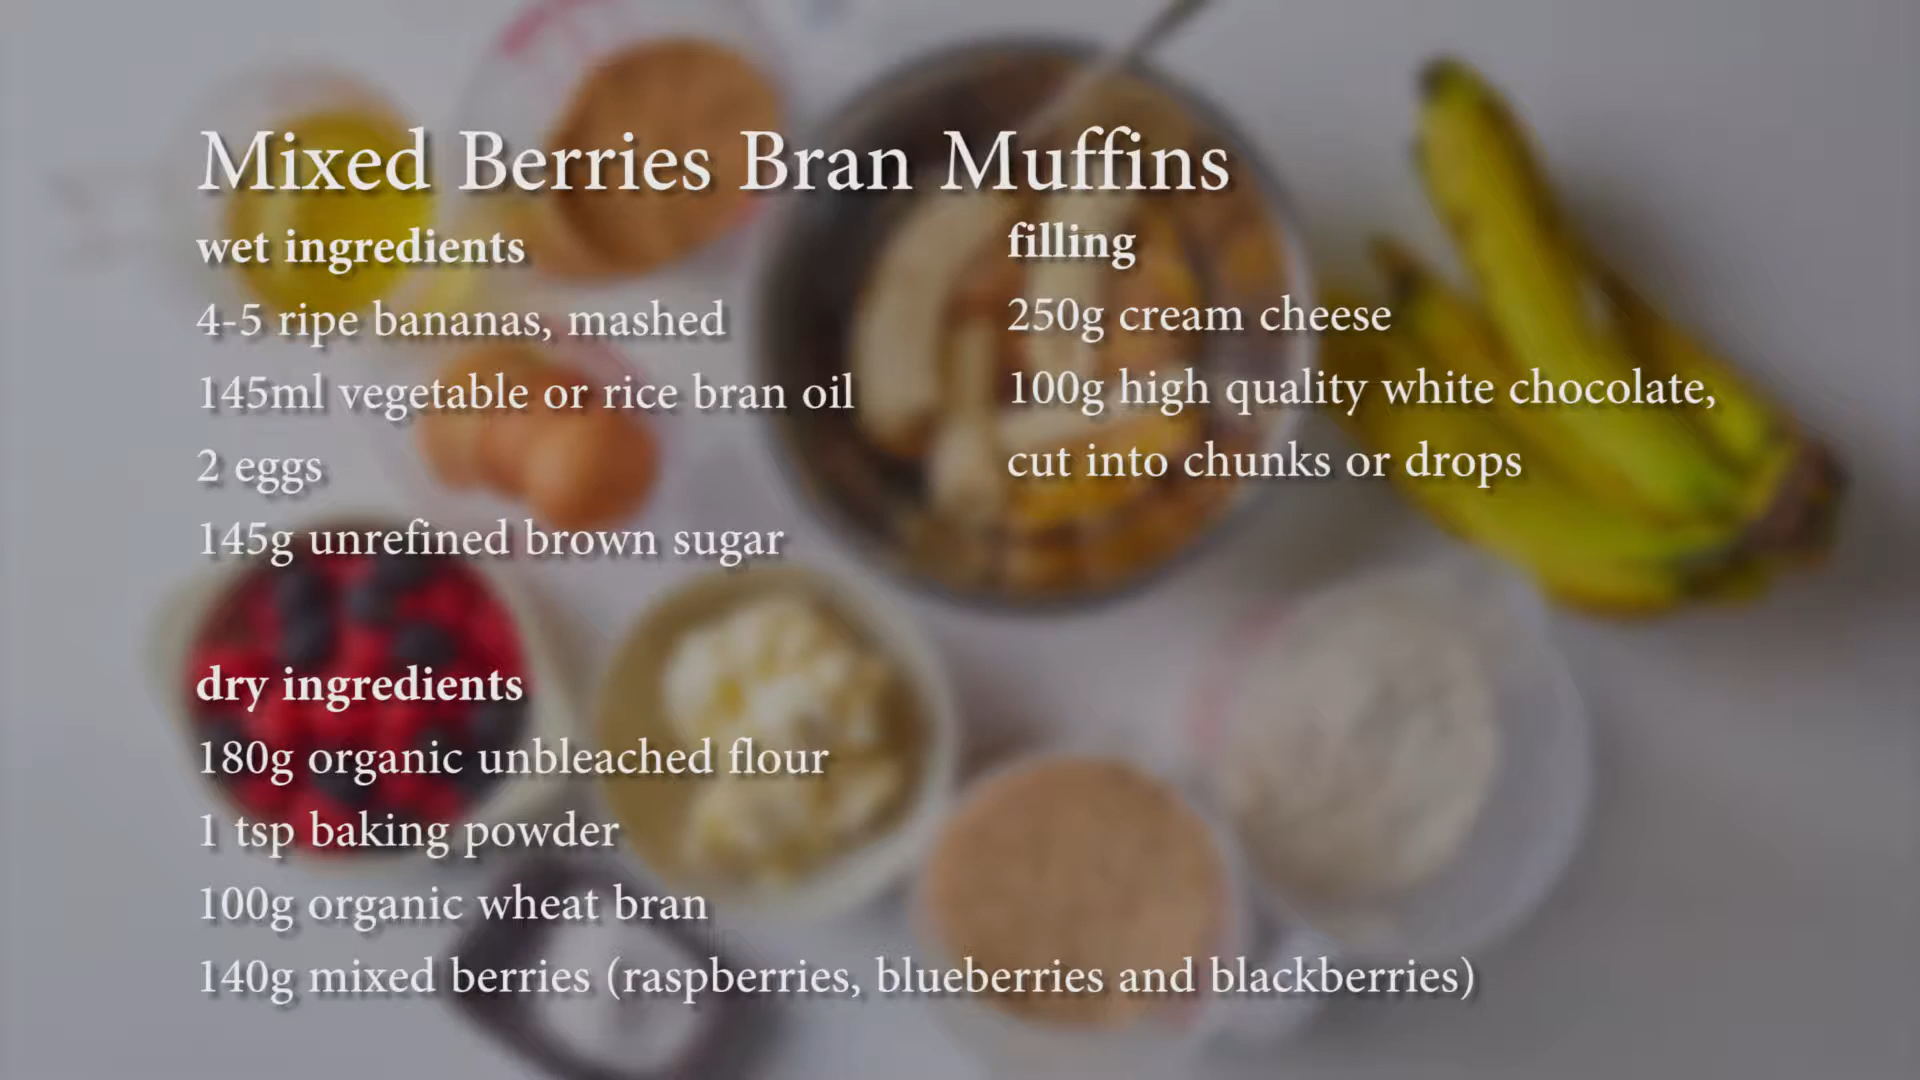 Mixed Berries Bran Muffins
wet ingredients
4-5 ripe bananas, mashed
145ml vegetable or rice bran oil
2 eggs
145g unrefined brown sugar
dry ingredients
180g organic unbleached flour
1 tsp baking powder
100g organic wheat bran
140g mixed berries (raspberries, blueberries and blackberries)
filling
250g cream cheese
100g high quality white chocolate,
cut into chunks or drops